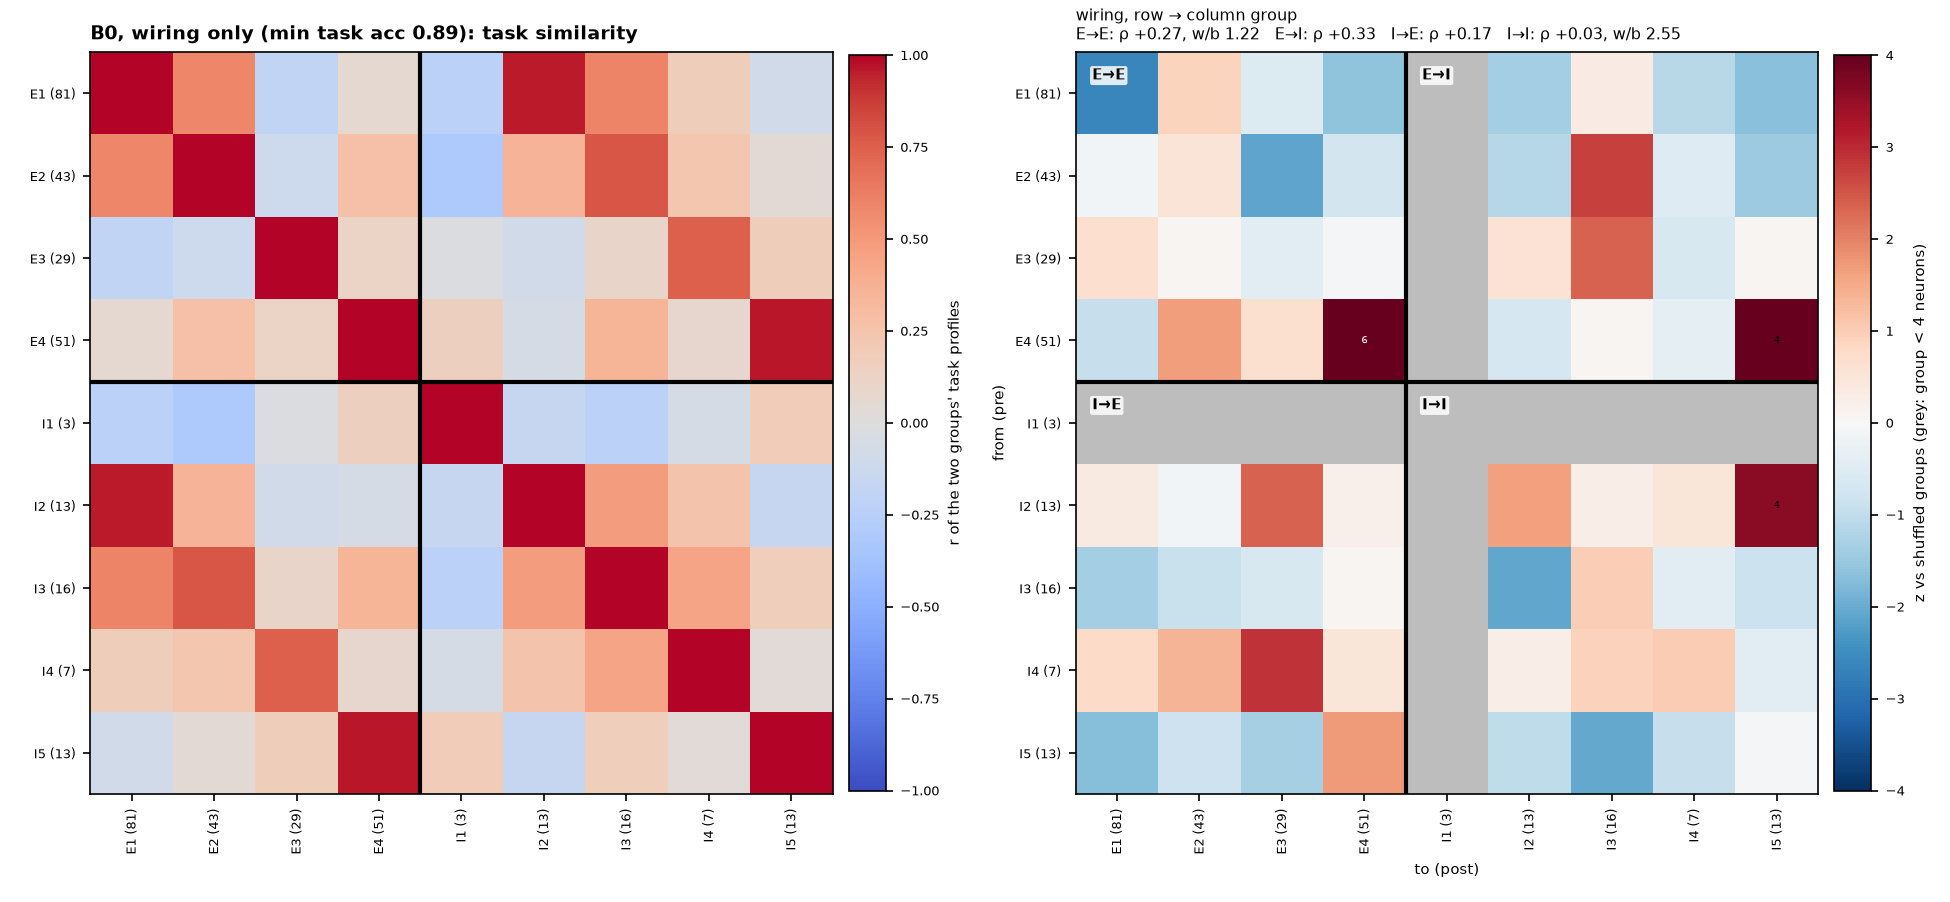 B0, wiring only (min task acc 0.89): task similarity
E1 (81)
E2 (43)
E3 (29)
E4 (51)
I1 (3)
I2 (13)
I3 (16)
I4 (7)
I5 (13)
E1 (81)
E2 (43)
E3 (29)
E4 (51)
I1 (3)
I2 (13)
I3 (16)
I4 (7)
I5 (13)
1.00
0.75
0.50
0.25
0.00
−0.25
−0.50
−0.75
−1.00
r of the two groups' task profiles
wiring, row → column group
E→E: ρ +0.27, w/b 1.22 E→I: ρ +0.33 I→E: ρ +0.17 I→I: ρ +0.03, w/b 2.55
from (pre)
E1 (81)
E2 (43)
E3 (29)
E4 (51)
I1 (3)
I2 (13)
I3 (16)
I4 (7)
I5 (13)
E→E
E→I
6
4
I→E
I→I
4
E1 (81)
E2 (43)
E3 (29)
E4 (51)
I1 (3)
I2 (13)
I3 (16)
I4 (7)
I5 (13)
to (post)
4
3
2
1
0
−1
−2
−3
−4
z vs shuffled groups (grey: group < 4 neurons)